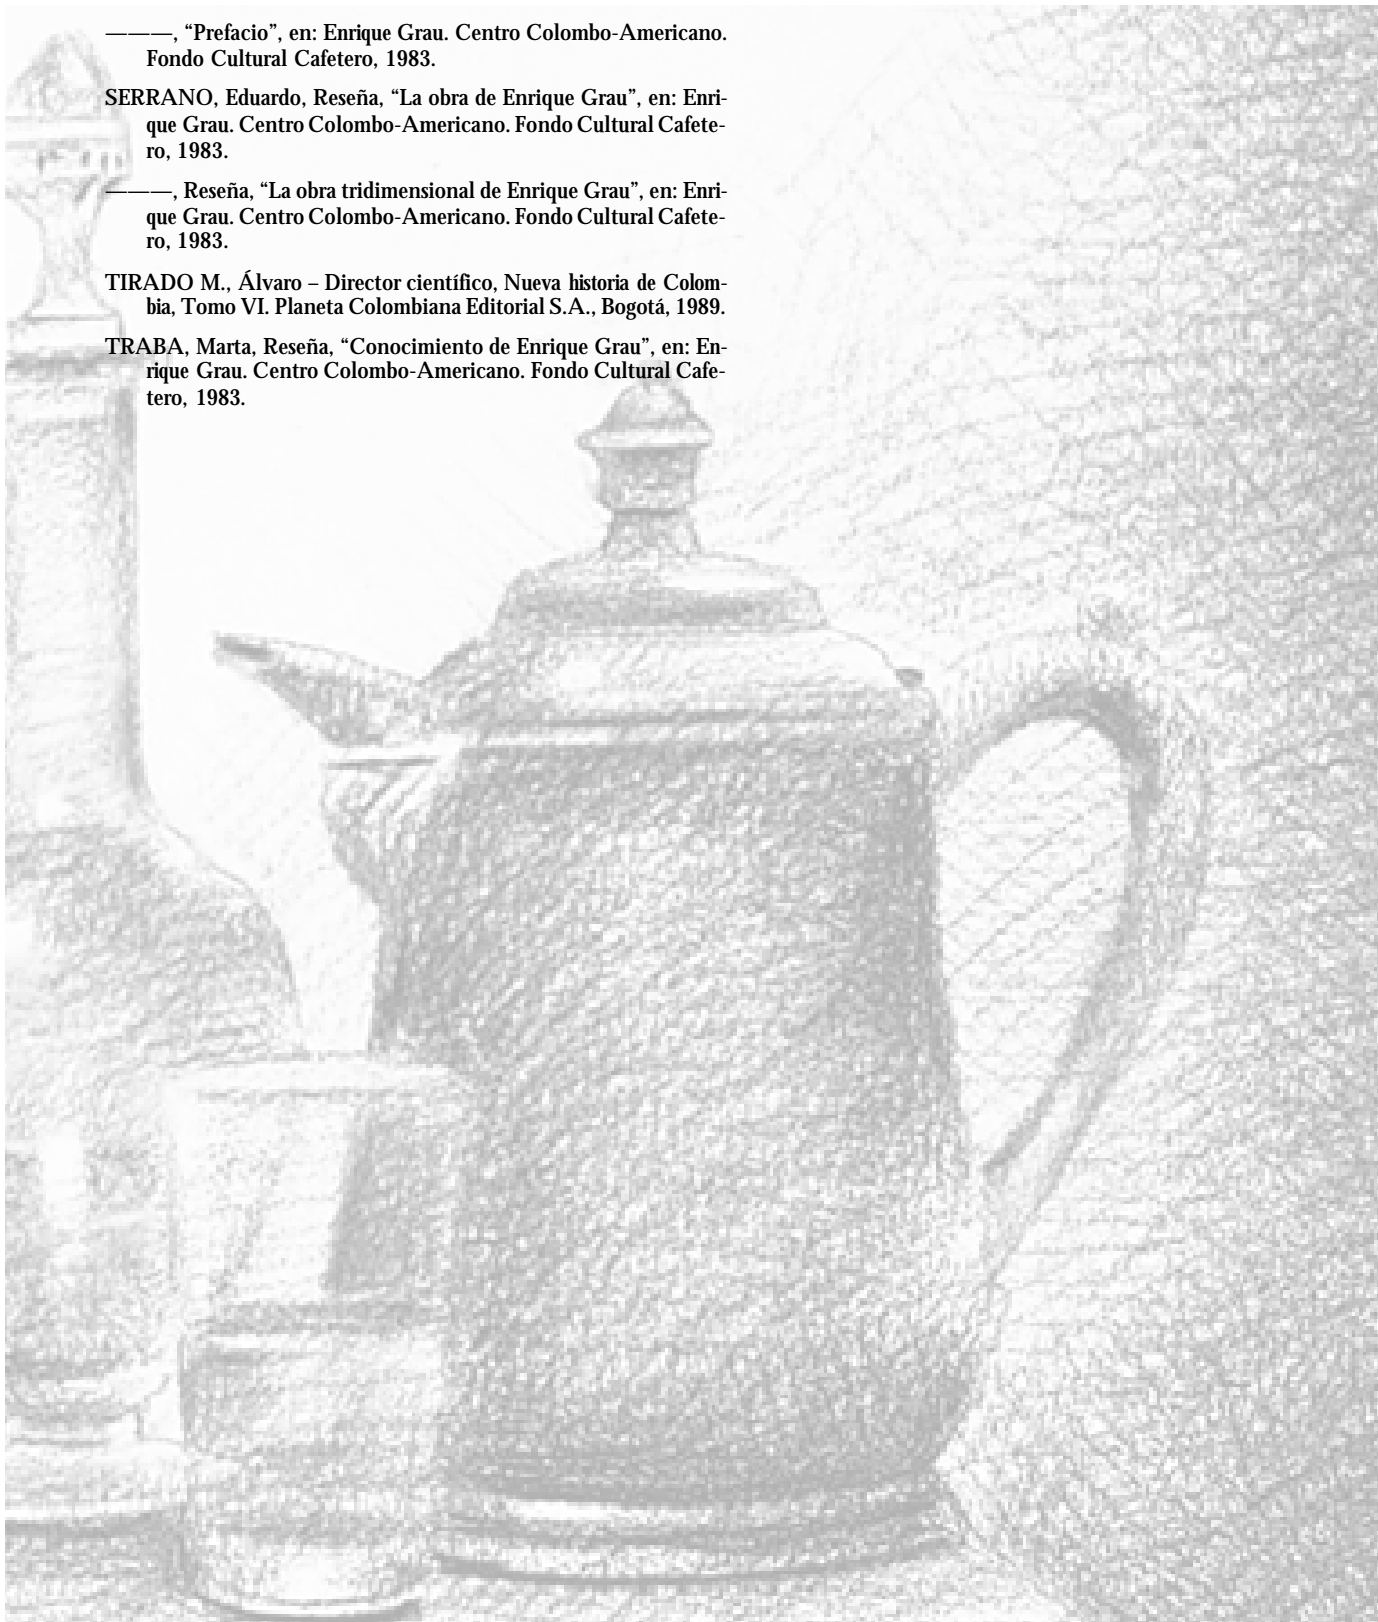 ———, “Prefacio”, en: Enrique Grau. Centro Colombo-Americano.
Fondo Cultural Cafetero, 1983.
SERRANO, Eduardo, Reseña, “La obra de Enrique Grau”, en: Enri-
que Grau. Centro Colombo-Americano. Fondo Cultural Cafete-
ro, 1983.
———, Reseña, “La obra tridimensional de Enrique Grau”, en: Enri-
que Grau. Centro Colombo-Americano. Fondo Cultural Cafete-
ro, 1983.
TIRADO M., Álvaro – Director científico, Nueva historia de Colom-
bia, Tomo VI. Planeta Colombiana Editorial S.A., Bogotá, 1989.
TRABA, Marta, Reseña, “Conocimiento de Enrique Grau”, en: En-
rique Grau. Centro Colombo-Americano. Fondo Cultural Cafe-
tero, 1983.